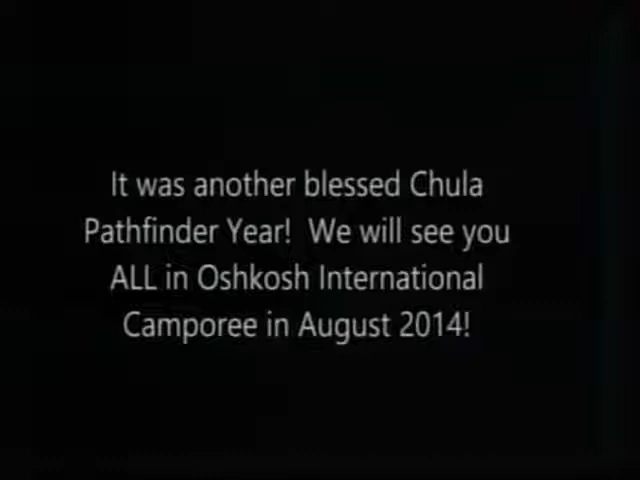 It was another blessed Chula
Pathfinder Year!  We will see you
ALL in Oshkosh International
Camporee in August 2014!